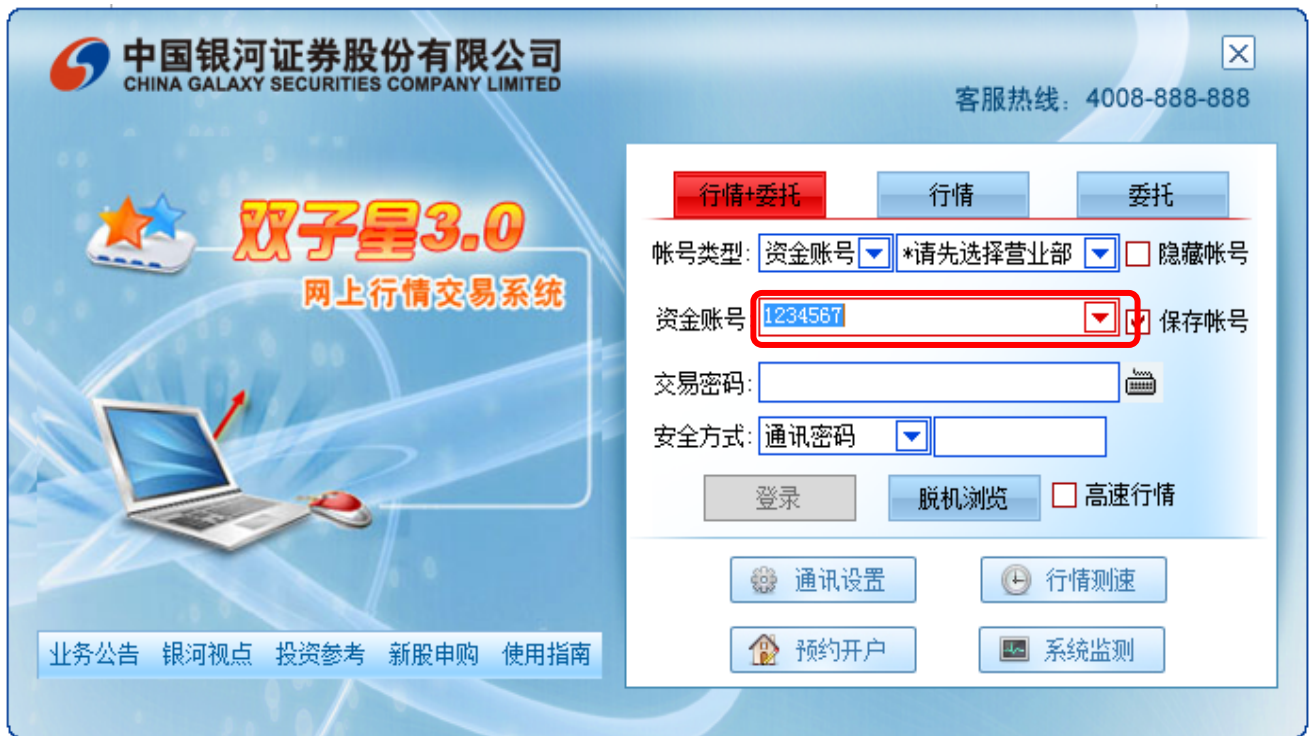 中国银河证券股份有限公司
CHINA GALAXY SECURITIES COMPANY LIMITED
客服热线：4008-888-888
双子星3.0
网上行情交易系统
行情+委托 行情 委托
帐号类型: 资金账号 *请先选择营业部 隐藏帐号
资金账号 1234567 保存帐号
交易密码:
安全方式: 通讯密码
登录 脱机浏览 高速行情
通讯设置 行情测速
预约开户 系统监测
业务公告 银河视点 投资参考 新股申购 使用指南